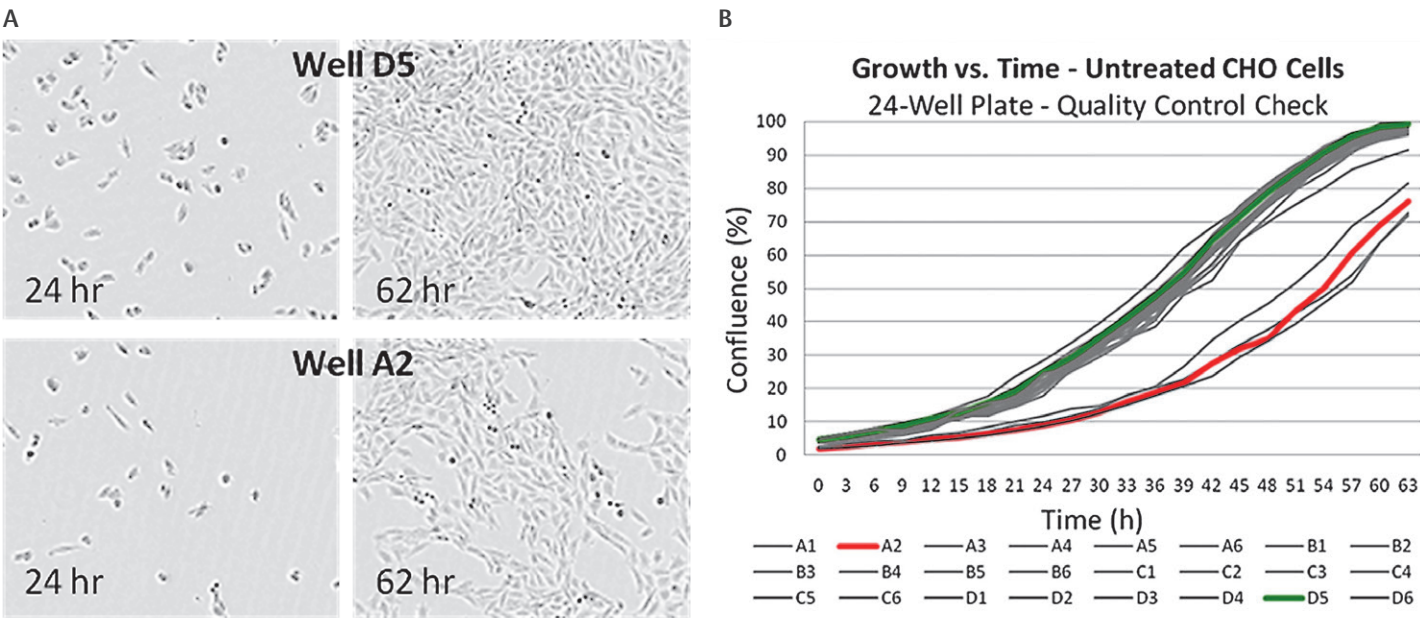 A
Well D5
24 hr
62 hr
Well A2
24 hr
62 hr
B
Growth vs. Time - Untreated CHO Cells
24-Well Plate - Quality Control Check
Confluence (%)
100
90
80
70
60
50
40
30
20
10
0
0 3 6 9 12 15 18 21 24 27 30 33 36 39 42 45 48 51 54 57 60 63
Time (h)
A1 A2 A3 A4 A5 A6 B1 B2
B3 B4 B5 B6 C1 C2 C3 C4
C5 C6 D1 D2 D3 D4 D5 D6